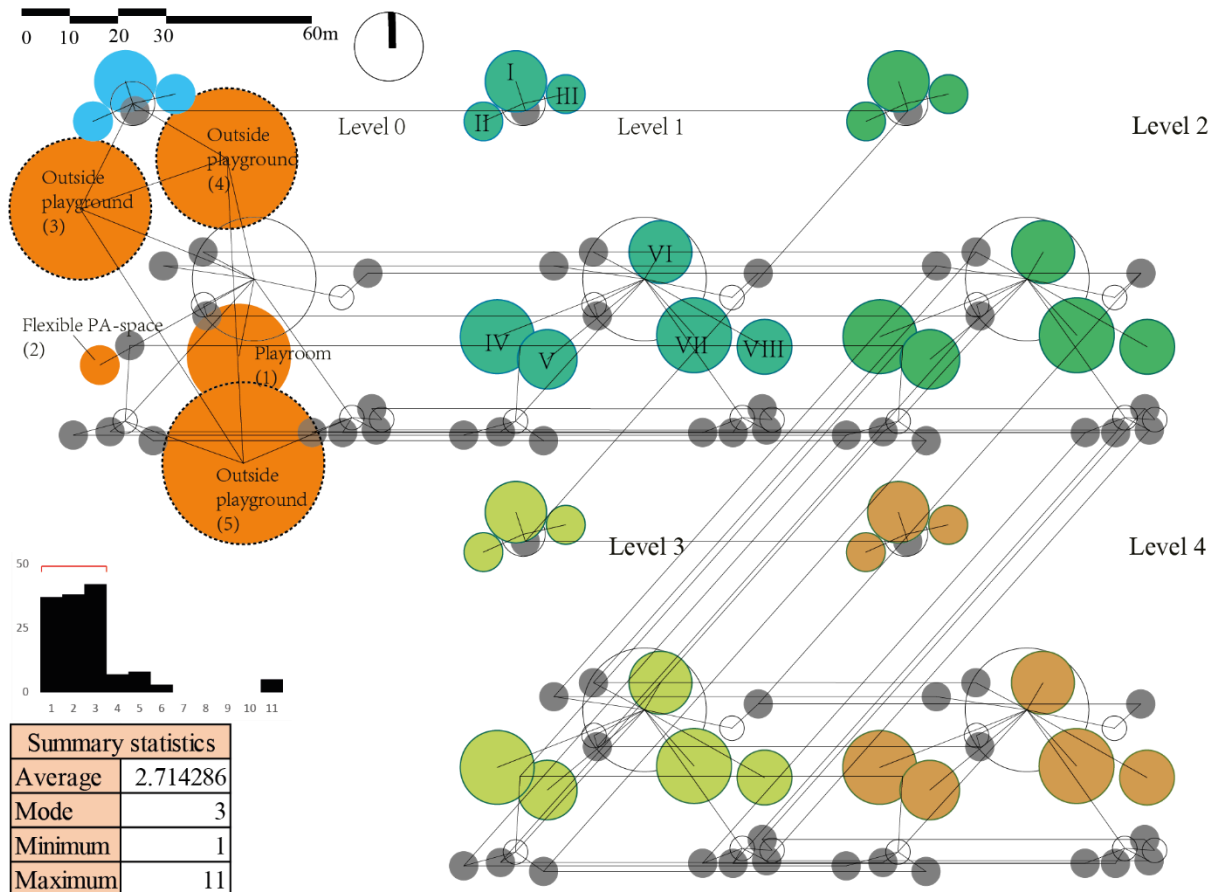 0 10 20 30 60m
I
III
II
Level 0
Level 1
Level 2
Outside
playground
(4)
Outside
playground
(3)
VI
Flexible PA-space
(2)
Playroom
(1)
IV
V
VII
VIII
Outside
playground
(5)
Level 3
Level 4
50
25
0
1 2 3 4 5 6 7 8 9 10 11
Summary statistics
Average 2.714286
Mode 3
Minimum 1
Maximum 11